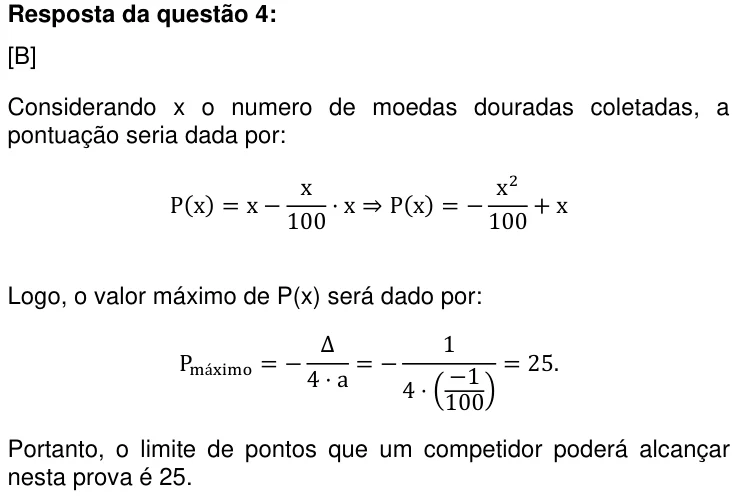 Resposta da questão 4:
[B]
Considerando x o numero de moedas douradas coletadas, a
pontuação seria dada por:
P(x) = x − x/100 · x ⇒ P(x) = − x²/100 + x
Logo, o valor máximo de P(x) será dado por:
Pmáximo = − Δ/(4 · a) = − 1/(4 · (−1/100)) = 25.
Portanto, o limite de pontos que um competidor poderá alcançar
nesta prova é 25.